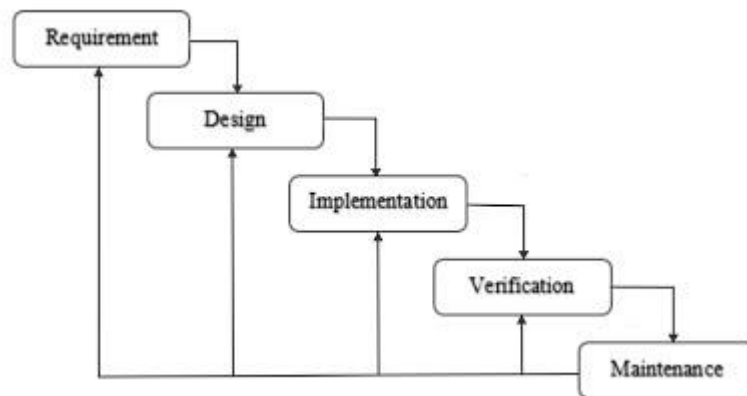 Requirement
Design
Implementation
Verification
Maintenance